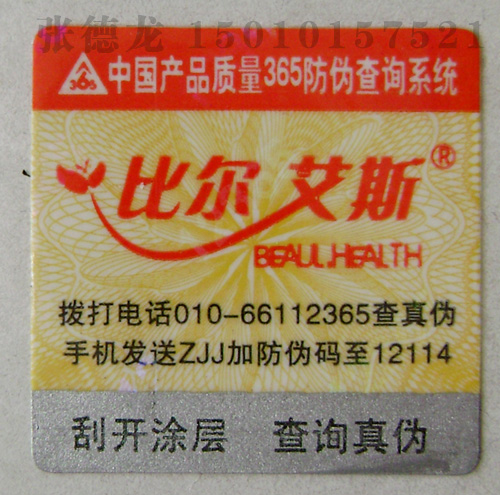 张德龙 15010157521
365 中国产品质量365防伪查询系统
比尔 艾斯®
BEAUL.HEALTH
拨打电话010-66112365查真伪
手机发送ZJJ加防伪码至12114
刮开涂层 查询真伪